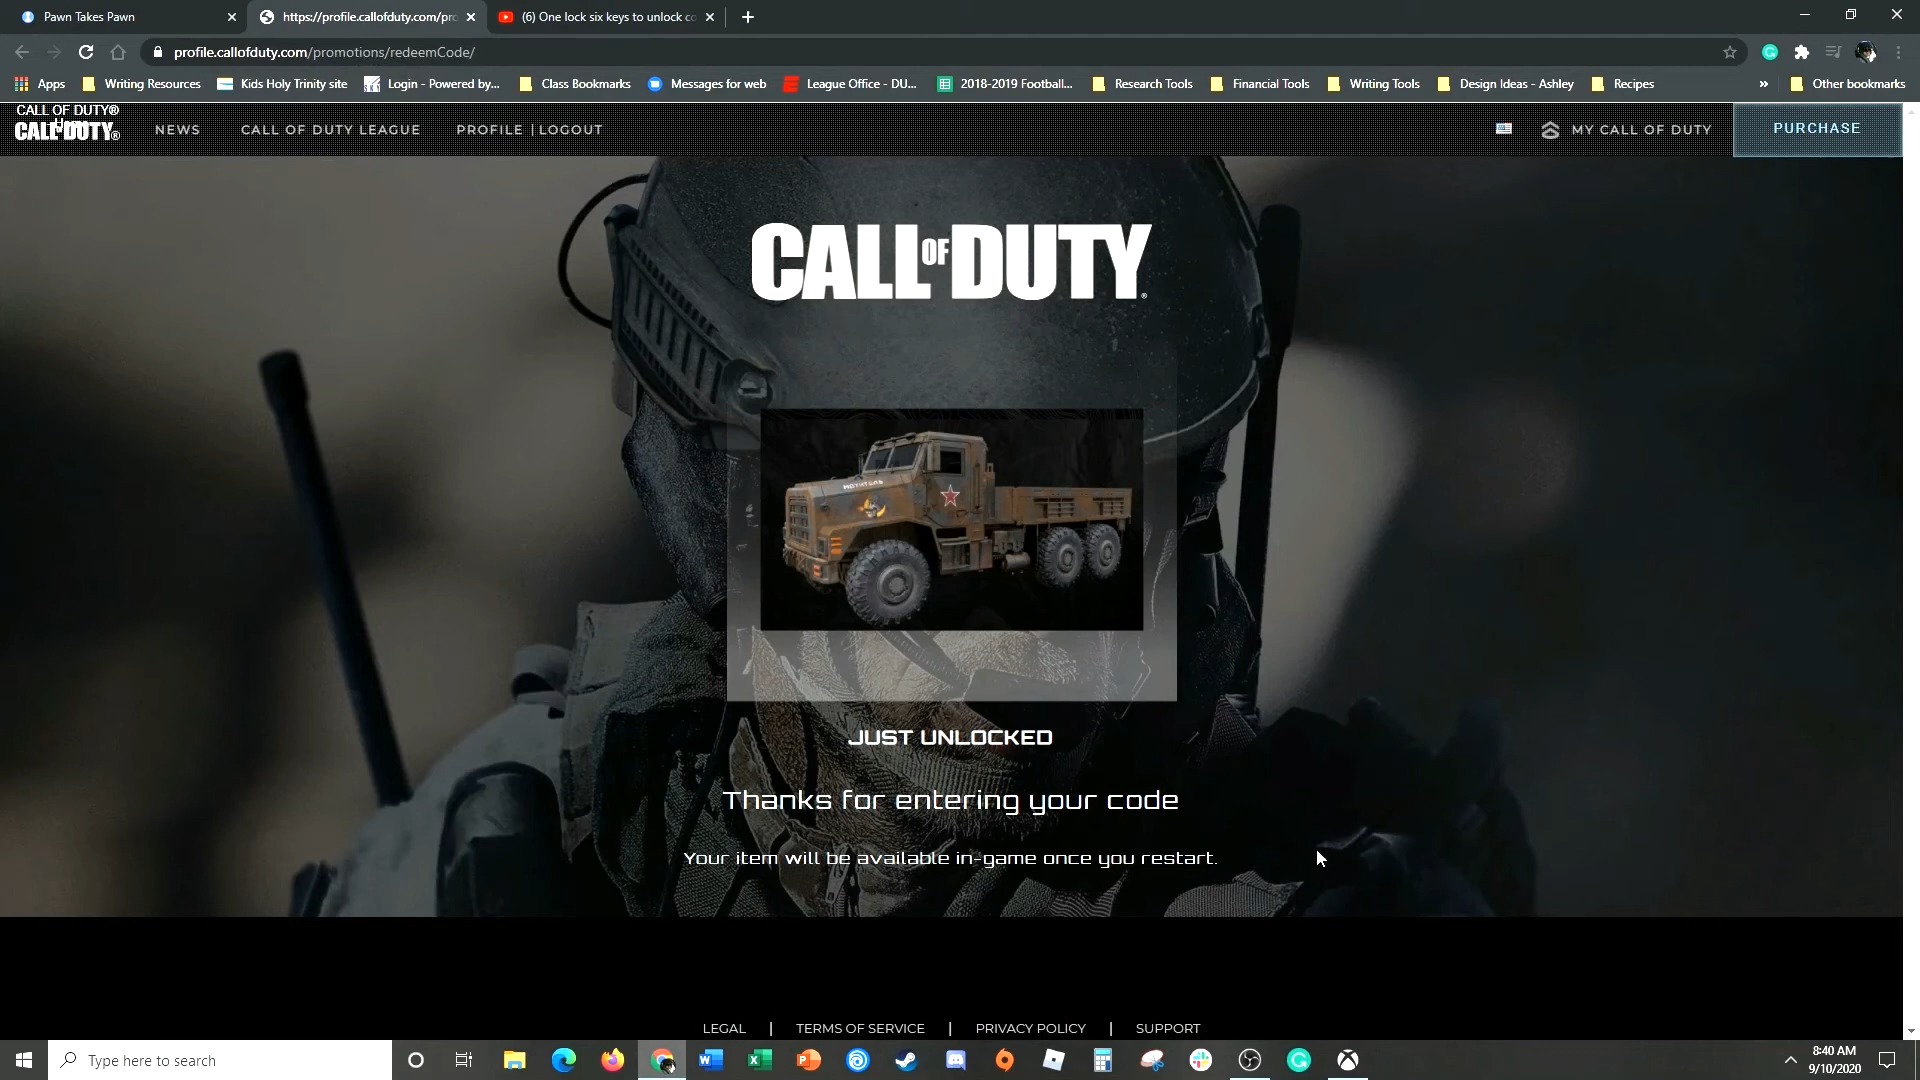 Pawn Takes Pawn
https://profile.callofduty.com/pro
(6) One lock six keys to unlock co
profile.callofduty.com/promotions/redeemCode/
Apps
Writing Resources
Kids Holy Trinity site
Login - Powered by...
Class Bookmarks
Messages for web
League Office - DU...
2018-2019 Football...
Research Tools
Financial Tools
Writing Tools
Design Ideas - Ashley
Recipes
»
Other bookmarks
CALL OF DUTY®
CALL OF DUTY®
NEWS
CALL OF DUTY LEAGUE
PROFILE | LOGOUT
MY CALL OF DUTY
PURCHASE
CALL OF DUTY®
JUST UNLOCKED
Thanks for entering your code
Your item will be available in-game once you restart.
LEGAL | TERMS OF SERVICE | PRIVACY POLICY | SUPPORT
Type here to search
8:40 AM
9/10/2020